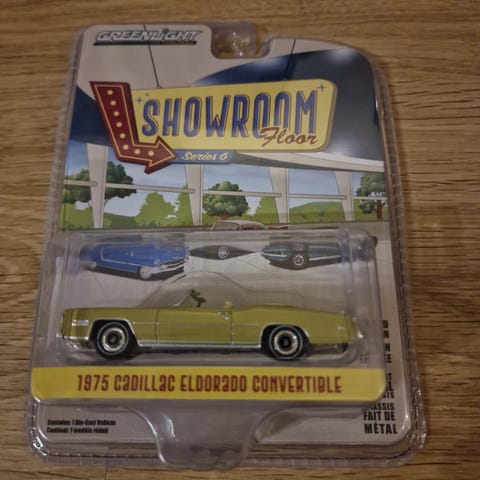 GREENLIGHT
SHOWROOM
Floor
Series 6
1975 CADILLAC ELDORADO CONVERTIBLE
Contains: 1 Die-Cast Vehicle
Contient: 1 modèle réduit
CHASSIS
FAIT DE
MÉTAL